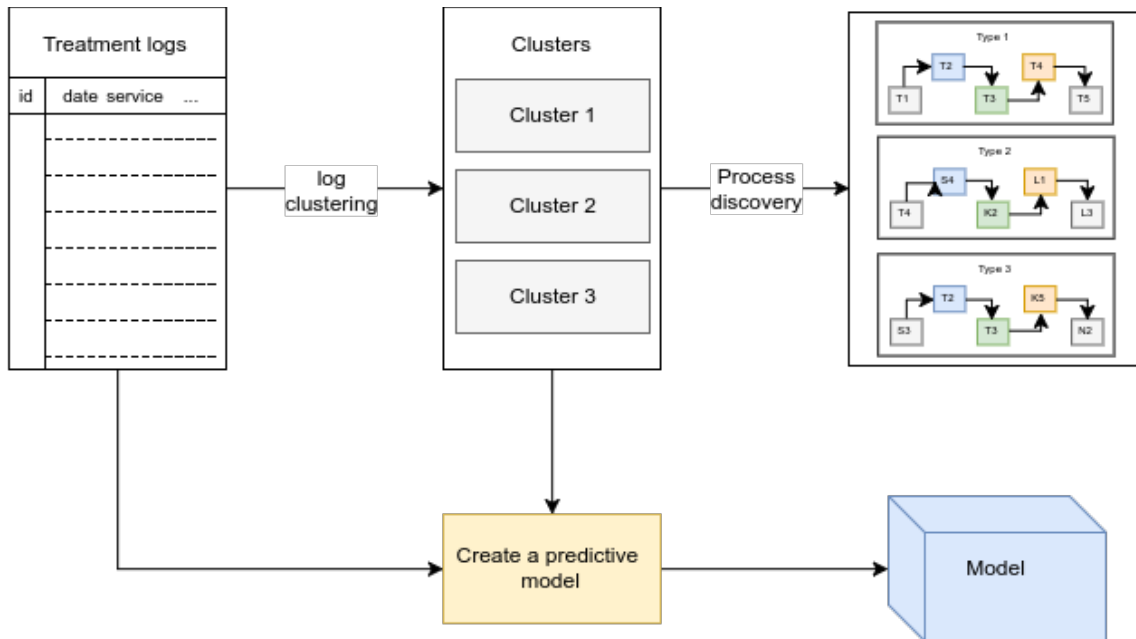 Treatment logs
id date service ...
log
clustering
Clusters
Cluster 1
Cluster 2
Cluster 3
Process
discovery
Type 1
T2 T4
T1 T3 T5
Type 2
S4 L1
T4 K2 L3
Type 3
T2 K5
S3 T3 N2
Create a predictive
model
Model